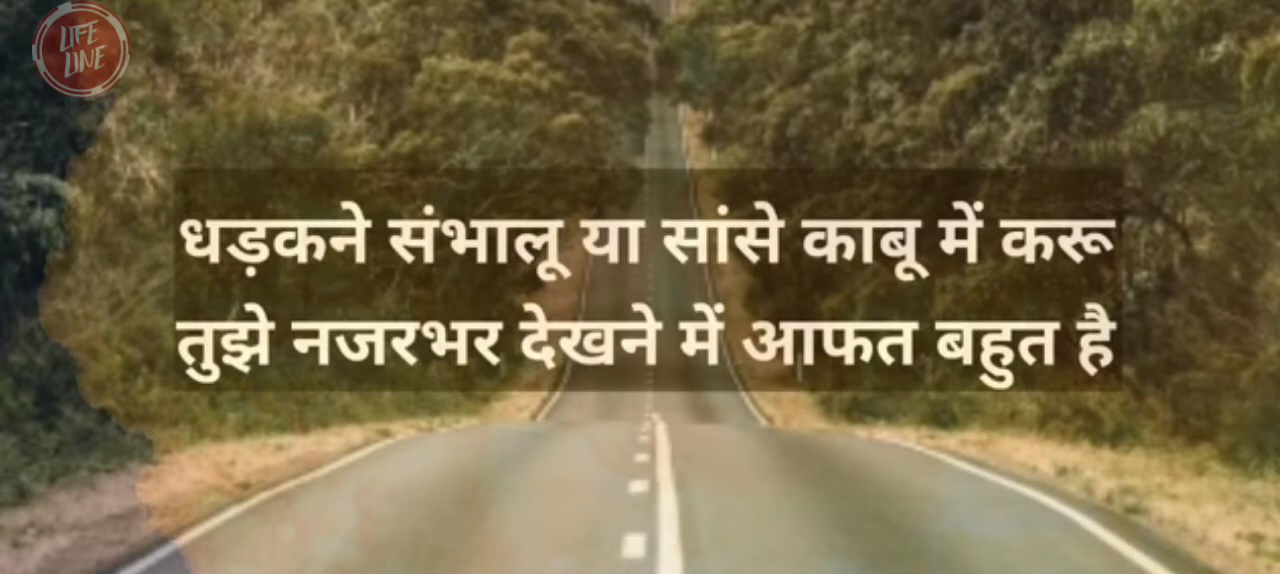 LIFE
LINE
धड़कने संभालू या सांसे काबू में करू
तुझे नजरभर देखने में आफत बहुत है